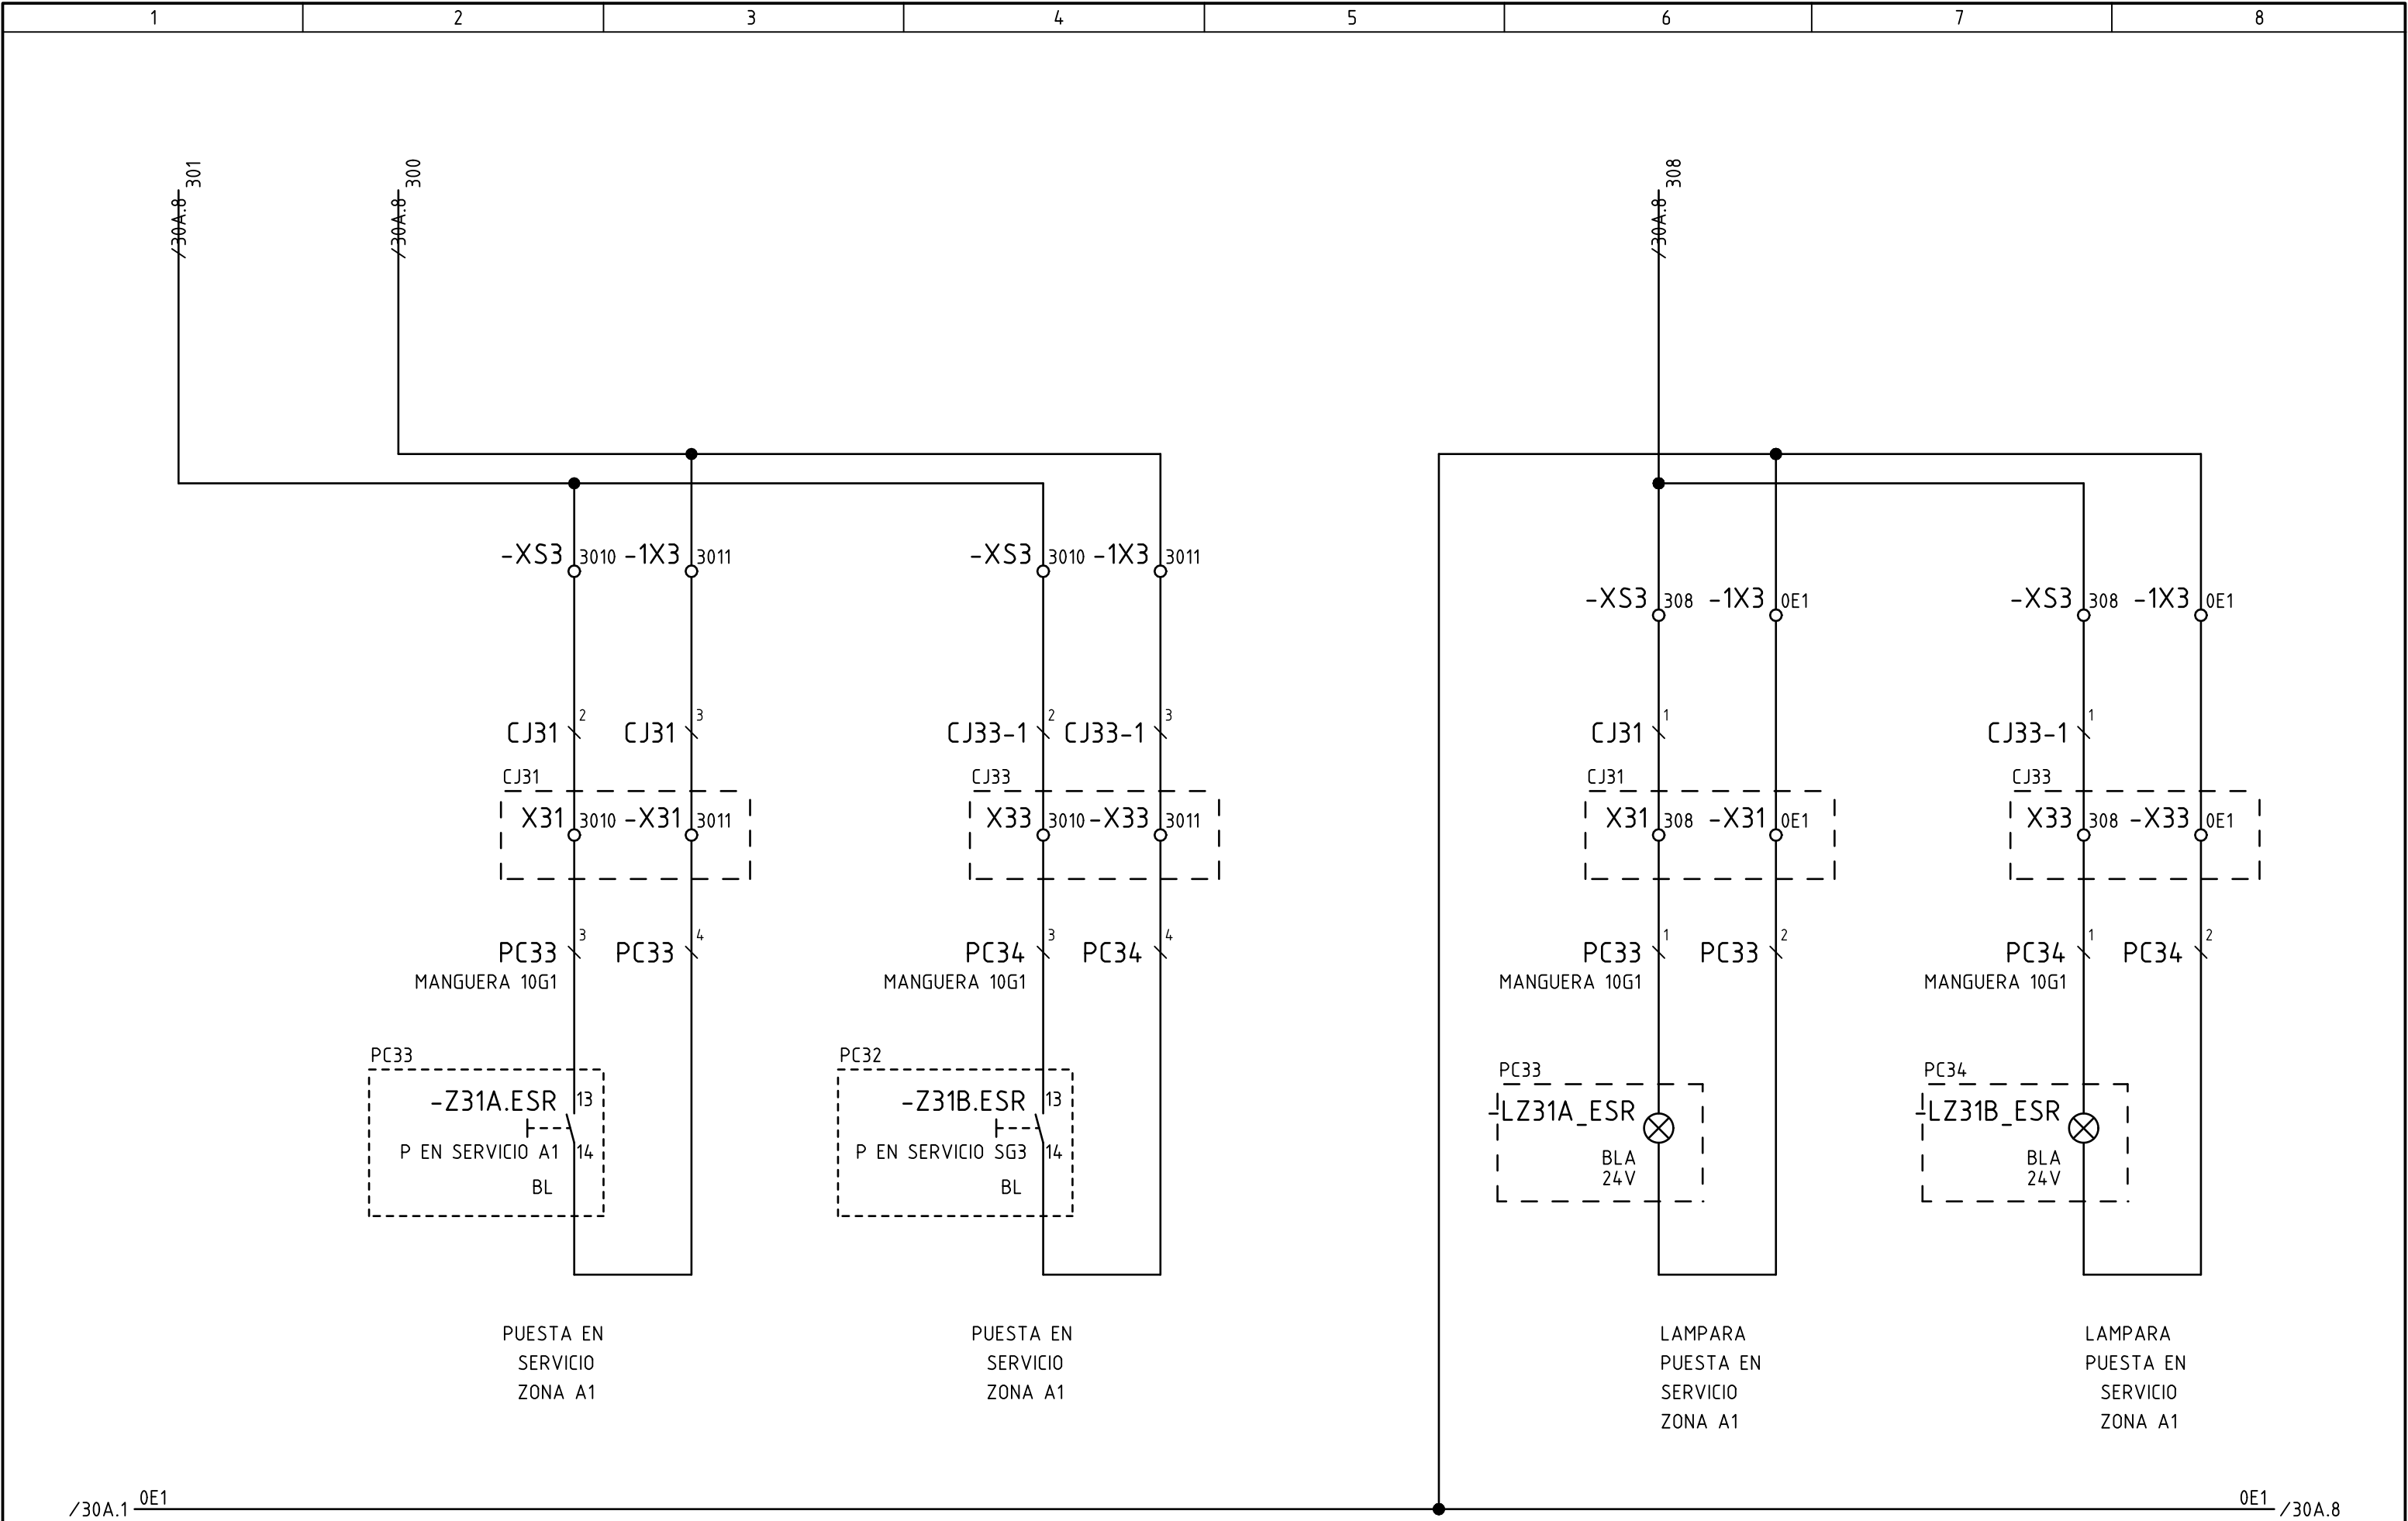 1 2 3 4 5 6 7 8
301 300 308
/30A.8 /30A.8 /30A.8
-XS3 3010 -1X3 3011 -XS3 3010 -1X3 3011
-XS3 308 -1X3 0E1 -XS3 308 -1X3 0E1
2 3 2 3 1 1
CJ31 CJ31 CJ33-1 CJ33-1 CJ31 CJ33-1
CJ31 CJ33 CJ31 CJ33
X31 3010 -X31 3011 X33 3010 -X33 3011 X31 308 -X31 0E1 X33 308 -X33 0E1
3 4 3 4 1 2 1 2
PC33 PC33 PC34 PC34 PC33 PC33 PC34 PC34
MANGUERA 10G1 MANGUERA 10G1 MANGUERA 10G1 MANGUERA 10G1
PC33 PC32
PC33 PC34
-Z31A.ESR 13 -Z31B.ESR 13
-LZ31A_ESR -LZ31B_ESR
P EN SERVICIO A1 14 P EN SERVICIO SG3 14
BLA BLA
24V 24V
BL BL
PUESTA EN PUESTA EN LAMPARA LAMPARA
SERVICIO SERVICIO PUESTA EN PUESTA EN
ZONA A1 ZONA A1 SERVICIO SERVICIO
ZONA A1 ZONA A1
0E1 0E1
/30A.1 /30A.8